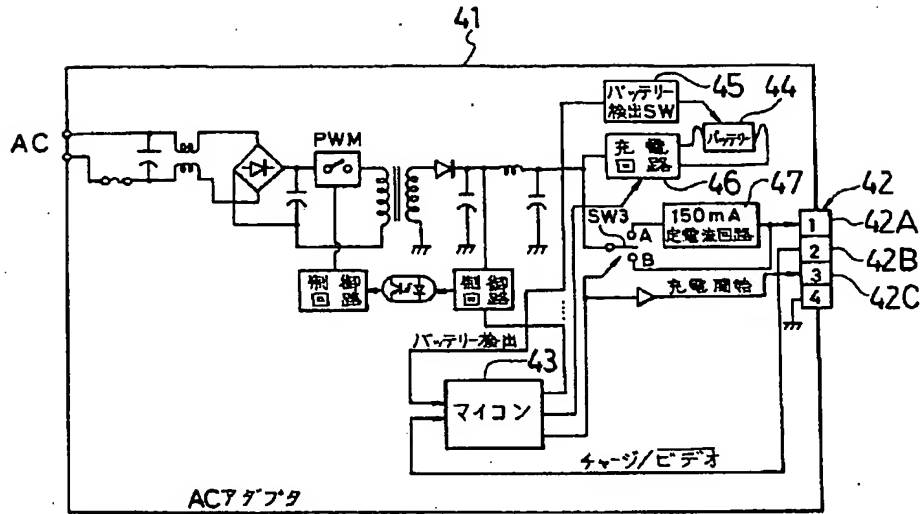 41
AC
PWM
45
バッテリー
検出SW
44
バッテリー
充電
回路
46
47
150mA
定電流回路
SW3
A
B
42
1
42A
2
42B
3
42C
4
充電開始
制御
回路
制御
回路
バッテリー検出
43
マイコン
チャージ/ビデオ
ACアダプタ